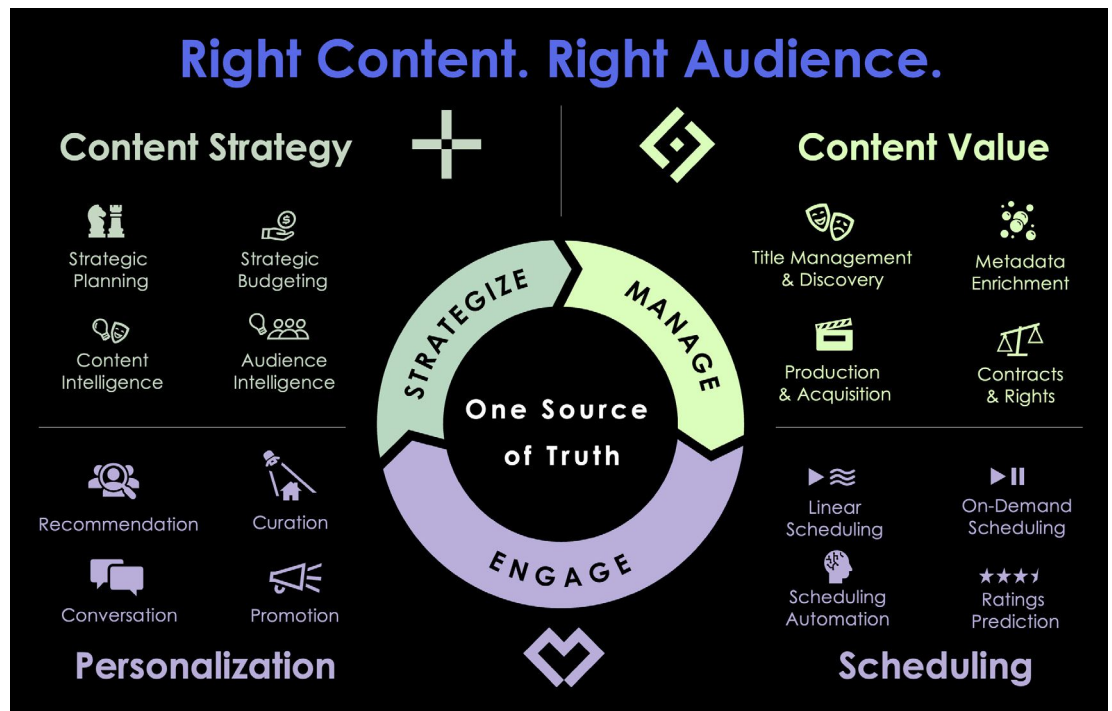 Right Content. Right Audience.
Content Strategy
Strategic
Planning
Strategic
Budgeting
Content
Intelligence
Audience
Intelligence
Content Value
Title Management
& Discovery
Metadata
Enrichment
Production
& Acquisition
Contracts
& Rights
STRATEGIZE
MANAGE
ENGAGE
One Source
of Truth
Recommendation
Curation
Conversation
Promotion
Personalization
Linear
Scheduling
On-Demand
Scheduling
Scheduling
Automation
Ratings
Prediction
Scheduling